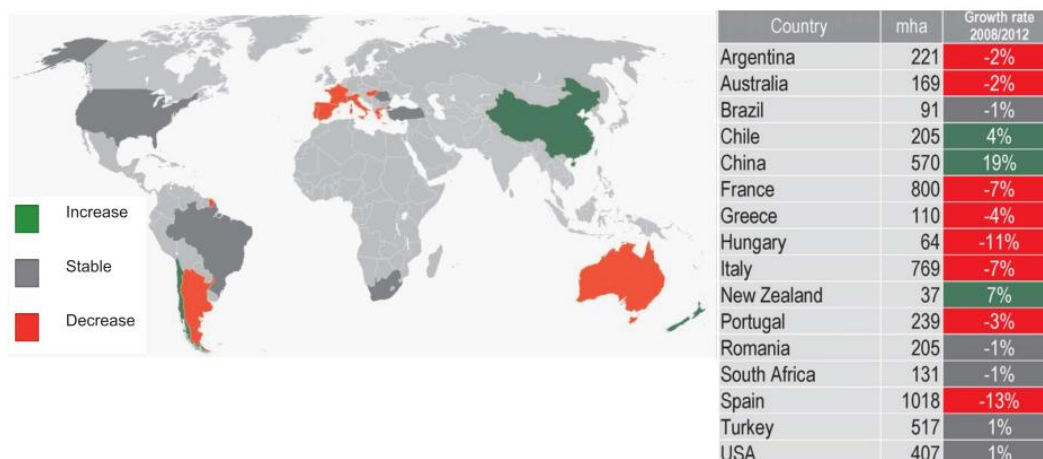 Increase
Stable
Decrease
Country mha Growth rate 2008/2012
Argentina 221 -2%
Australia 169 -2%
Brazil 91 -1%
Chile 205 4%
China 570 19%
France 800 -7%
Greece 110 -4%
Hungary 64 -11%
Italy 769 -7%
New Zealand 37 7%
Portugal 239 -3%
Romania 205 -1%
South Africa 131 -1%
Spain 1018 -13%
Turkey 517 1%
USA 407 1%